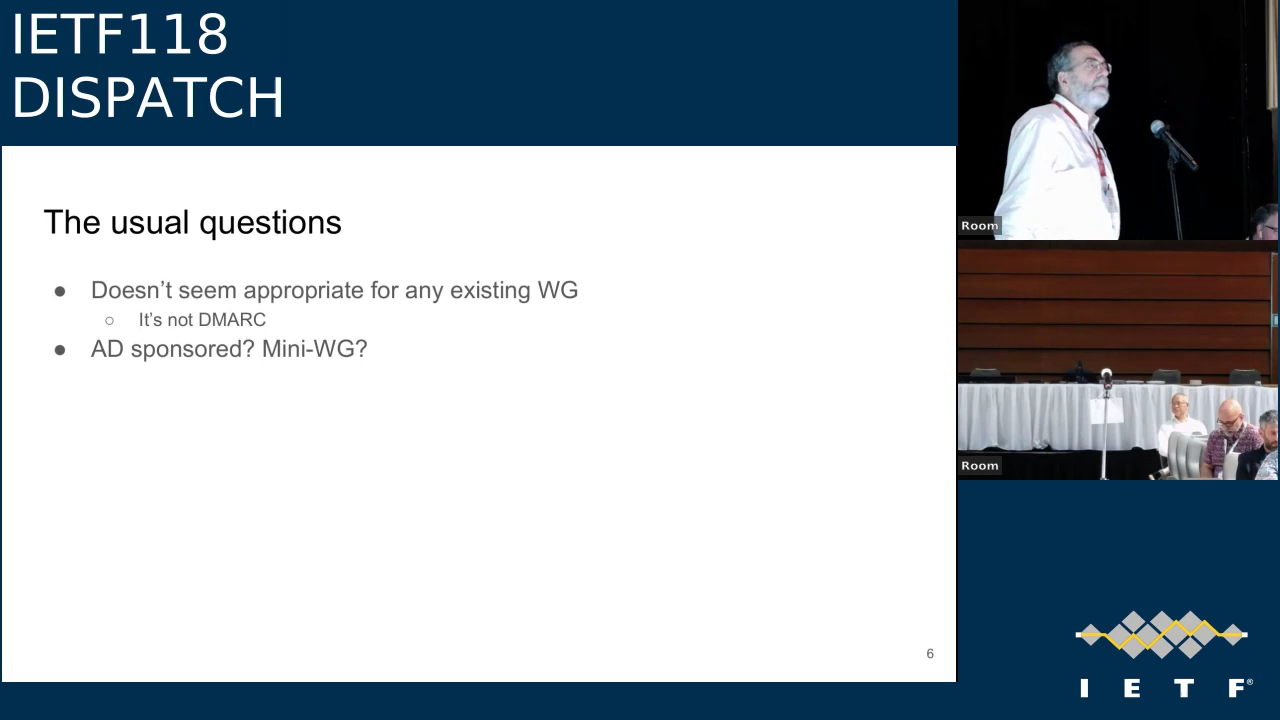 IETF118
DISPATCH
The usual questions
● Doesn’t seem appropriate for any existing WG
○ It’s not DMARC
● AD sponsored? Mini-WG?
6
Room
Room
I E T F®